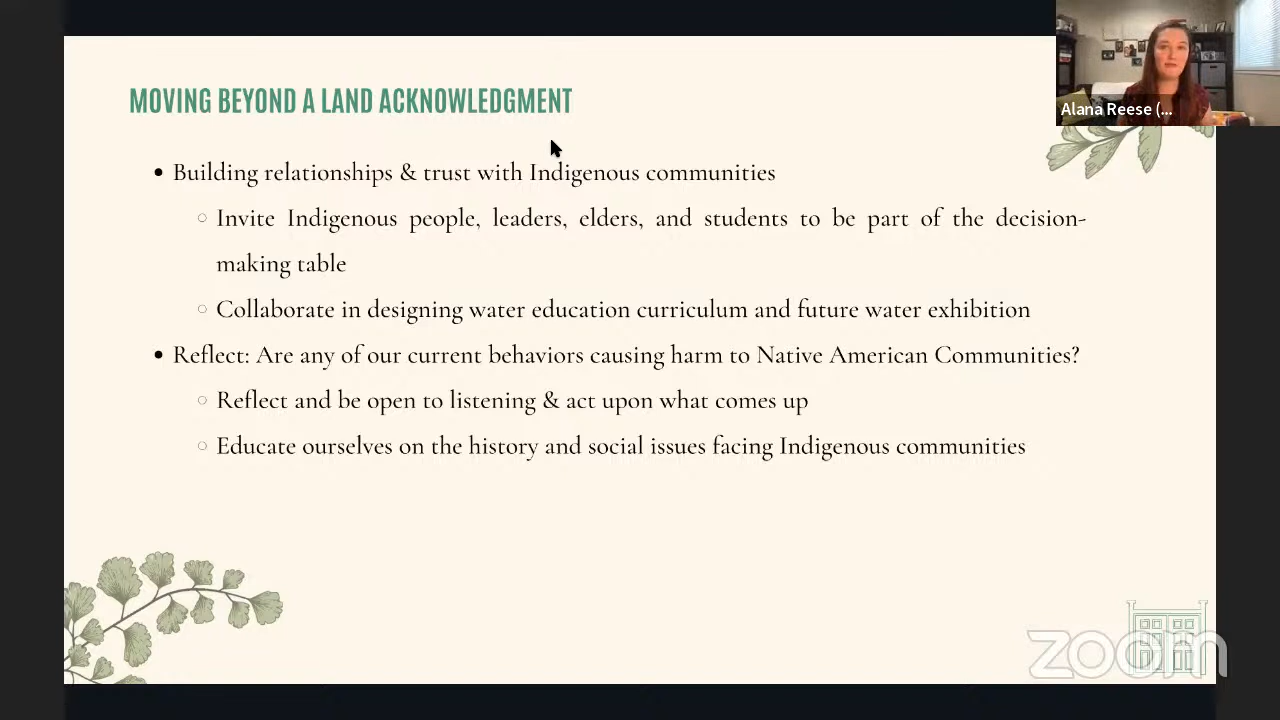 MOVING BEYOND A LAND ACKNOWLEDGMENT
Alana Reese (...
• Building relationships & trust with Indigenous communities
○ Invite Indigenous people, leaders, elders, and students to be part of the decision-
making table
○ Collaborate in designing water education curriculum and future water exhibition
• Reflect: Are any of our current behaviors causing harm to Native American Communities?
○ Reflect and be open to listening & act upon what comes up
○ Educate ourselves on the history and social issues facing Indigenous communities
zoom